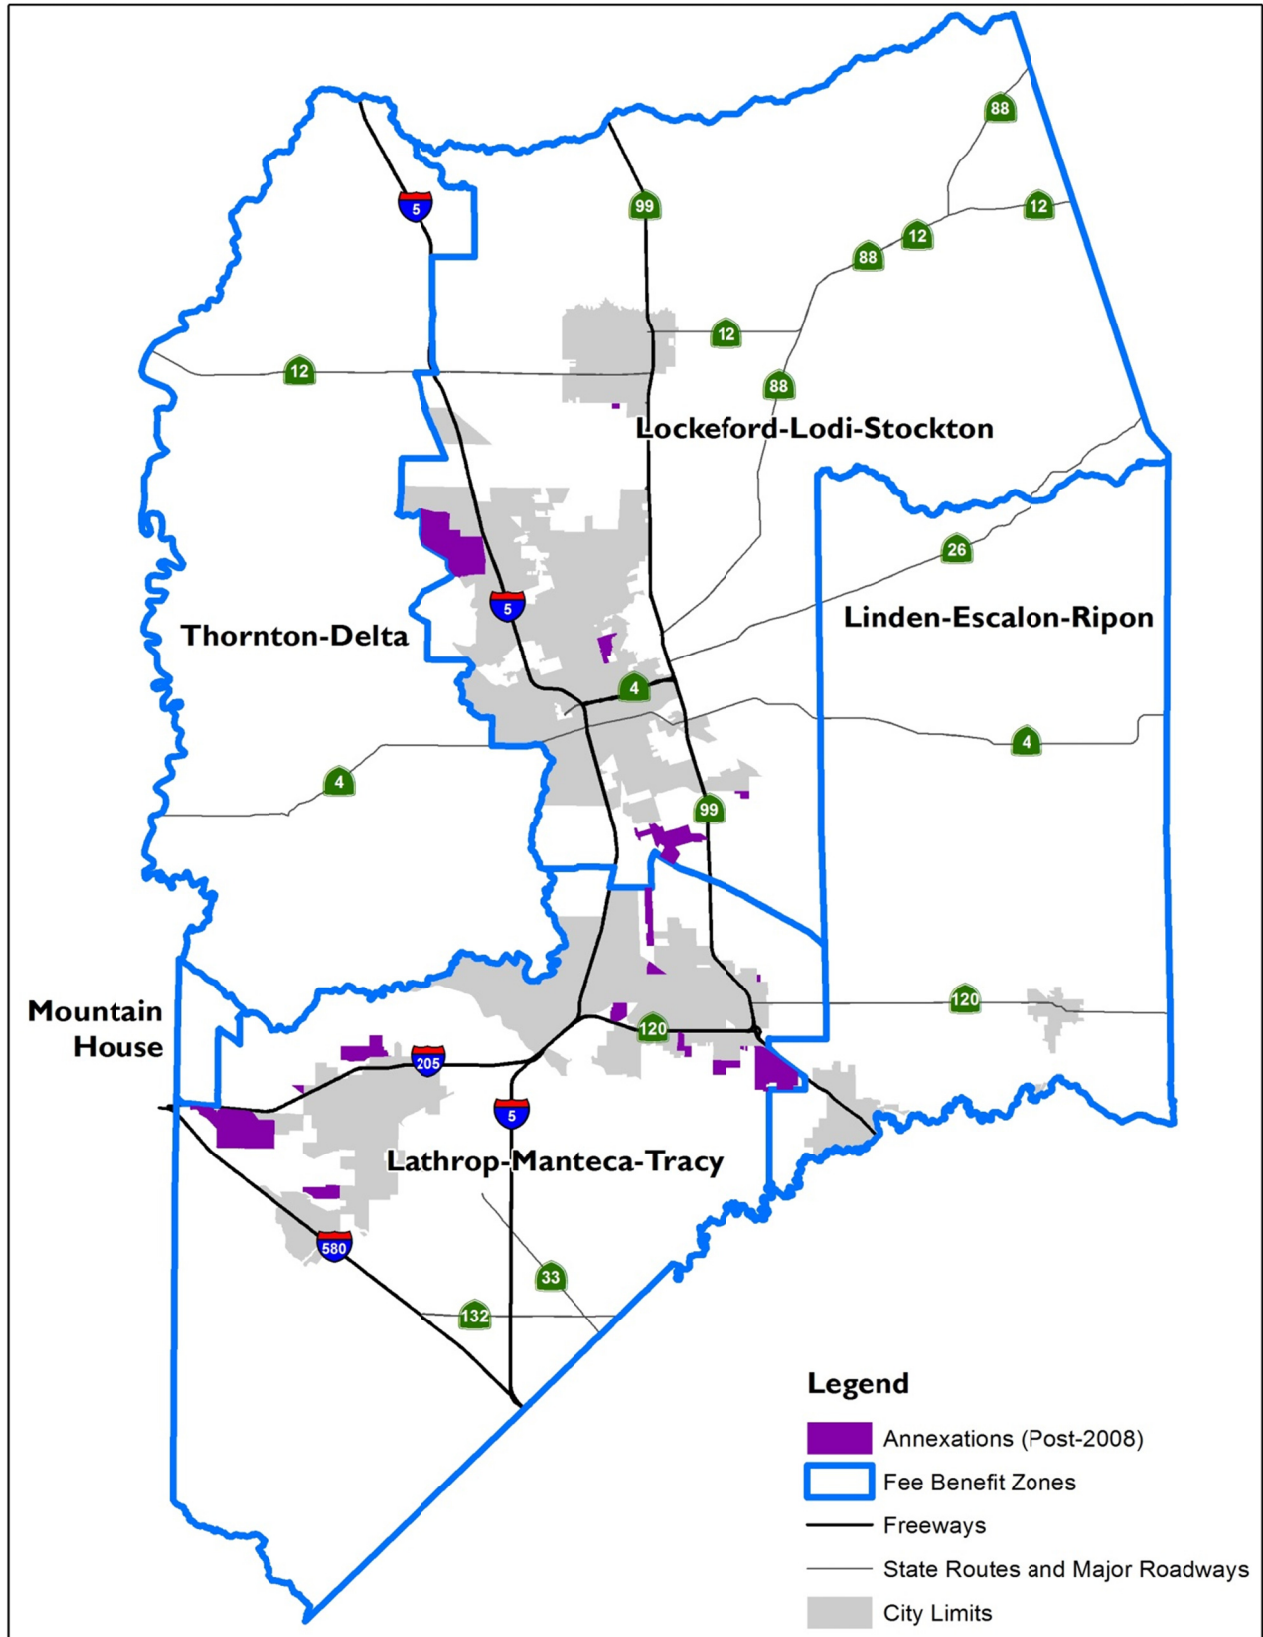 88
5
99
12
12
88
12
12
88
Lockeford-Lodi-Stockton
26
5
Linden-Escalon-Ripon
Thornton-Delta
4
4
4
99
120
Mountain
House
120
205
5
Lathrop-Manteca-Tracy
580
33
132
Legend
Annexations (Post-2008)
Fee Benefit Zones
Freeways
State Routes and Major Roadways
City Limits